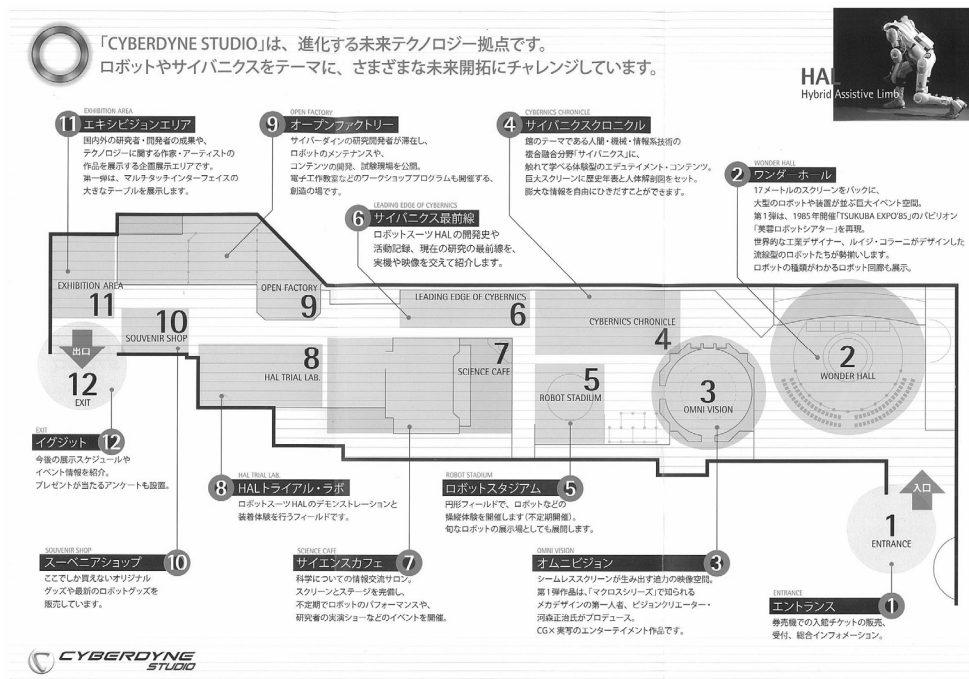 「CYBERDYNE STUDIO」は、進化する未来テクノロジー拠点です。
ロボットやサイバニクスをテーマに、さまざまな未来開拓にチャレンジしています。
HAL
Hybrid Assistive Limb
EXHIBITION AREA
11 エキシビジョンエリア
国内外の研究者・開発者の成果や、
テクノロジーに関する作家・アーティストの
作品を展示する企画展示エリアです。
第一弾は、マルチタッチインターフェイスの
大きなテーブルを展示します。
OPEN FACTORY
9 オープンファクトリー
サイバーダインの研究開発者が滞在し、
ロボットのメンテナンスや、
コンテンツの開発、試験現場を公開。
電子工作教室などのワークショッププログラムも開催する、
創造の場です。
CYBERNICS CHRONICLE
4 サイバニクスクロニクル
館のテーマである人間・機械・情報系技術の
複合融合分野「サイバニクス」に、
触れて学べる体験型のエデュテイメント・コンテンツ。
巨大スクリーンに歴史年表と人体解剖図をセット。
膨大な情報を自由にひきだすことができます。
WONDER HALL
2 ワンダーホール
17メートルのスクリーンをバックに、
大型のロボットや装置が並ぶ巨大イベント空間。
第1弾は、1985年開催「TSUKUBA EXPO'85」のパビリオン
「芙蓉ロボットシアター」を再現。
世界的な工業デザイナー、ルイジ・コラーニがデザインした
流線型のロボットたちが勢揃いします。
ロボットの種類がわかるロボット回廊も展示。
LEADING EDGE OF CYBERNICS
6 サイバニクス最前線
ロボットスーツHALの開発史や
活動記録、現在の研究の最前線を、
実機や映像を交えて紹介します。
EXHIBITION AREA
11
OPEN FACTORY
9
LEADING EDGE OF CYBERNICS
6
CYBERNICS CHRONICLE
4
10
SOUVENIR SHOP
出口
12
EXIT
8
HAL TRIAL LAB.
7
SCIENCE CAFE
5
ROBOT STADIUM
3
OMNI VISION
2
WONDER HALL
入口
1
ENTRANCE
EXIT
イグジット 12
今後の展示スケジュールや
イベント情報を紹介。
プレゼントが当たるアンケートも設置。
HAL TRIAL LAB.
8 HALトライアル・ラボ
ロボットスーツHALのデモンストレーションと
装着体験を行うフィールドです。
ROBOT STADIUM
ロボットスタジアム 5
円形フィールドで、ロボットなどの
操縦体験を開催します(不定期開催)。
旬なロボットの展示場としても展開します。
SOUVENIR SHOP
スーベニアショップ 10
ここでしか買えないオリジナル
グッズや最新のロボットグッズを
販売しています。
SCIENCE CAFE
サイエンスカフェ 7
科学についての情報交流サロン。
スクリーンとステージを完備し、
不定期でロボットのパフォーマンスや、
研究者の実演ショーなどのイベントを開催。
OMNI VISION
オムニビジョン 3
シームレススクリーンが生み出す迫力の映像空間。
第1弾作品は、「マクロスシリーズ」で知られる
メカデザインの第一人者、ビジョンクリエーター・
河森正治氏がプロデュース。
CG×実写のエンターテイメント作品です。
ENTRANCE
エントランス 1
券売機での入館チケットの販売、
受付、総合インフォメーション。
CYBERDYNE
STUDIO